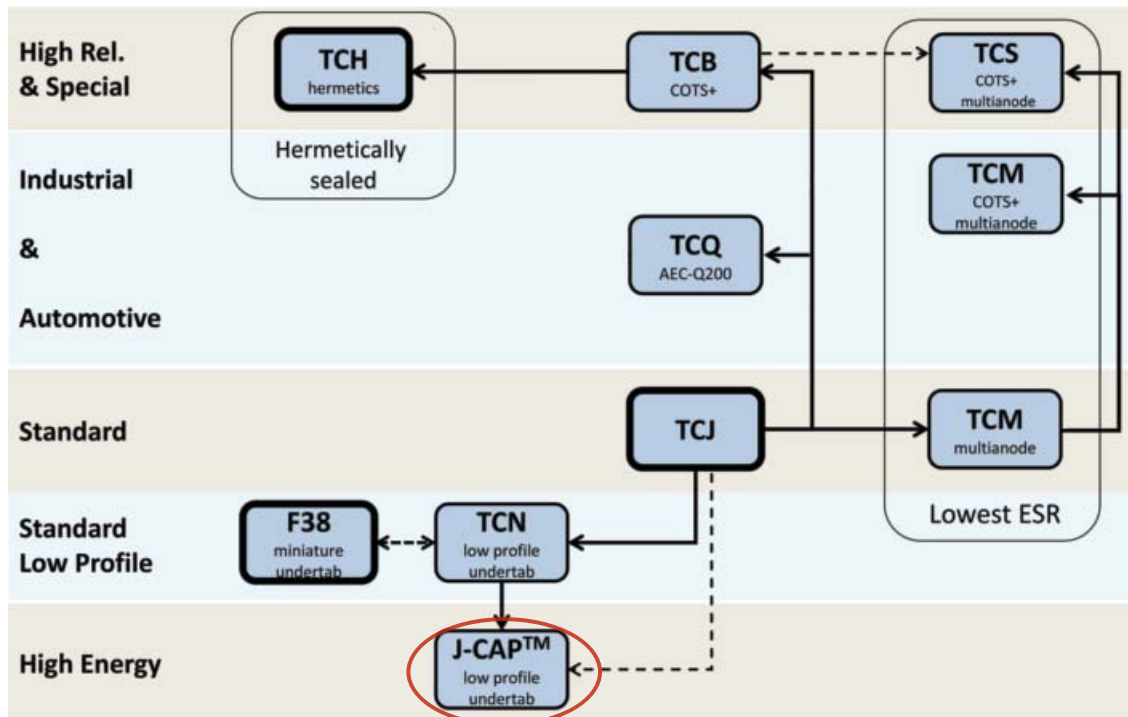 High Rel.
& Special
TCH
hermetics
TCB
COTS+
TCS
COTS+
multianode
Hermetically
sealed
Industrial
&
Automotive
TCM
COTS+
multianode
TCQ
AEC-Q200
Standard
TCJ
TCM
multianode
Lowest ESR
Standard
Low Profile
F38
miniature
undertab
TCN
low profile
undertab
High Energy
J-CAP™
low profile
undertab